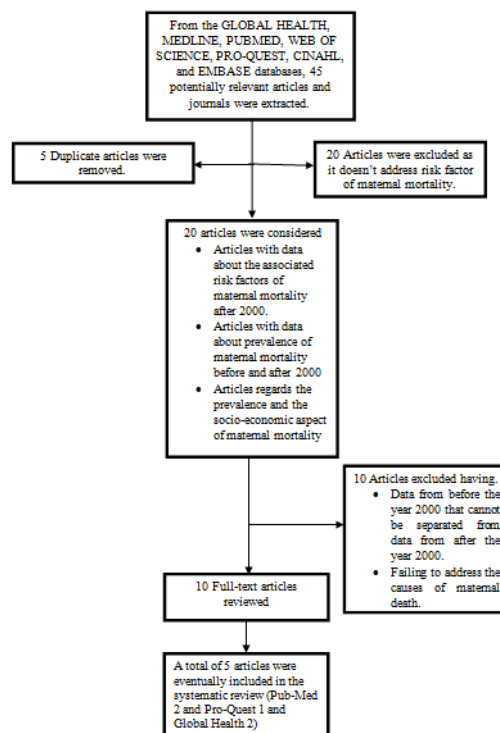 From the GLOBAL HEALTH,
MEDLINE, PUBMED, WEB OF
SCIENCE, PRO-QUEST, CINAHL,
and EMBASE databases, 45
potentially relevant articles and
journals were extracted.
5 Duplicate articles were
removed.
20 Articles were excluded as
it doesn't address risk factor
of maternal mortality.
20 articles were considered
• Articles with data
about the associated
risk factors of
maternal mortality
after 2000.
• Articles with data
about prevalence of
maternal mortality
before and after 2000
• Articles regards the
prevalence and the
socio-economic aspect
of maternal mortality
10 Articles excluded having.
• Data from before the
year 2000 that cannot
be separated from
data from after the
year 2000.
• Failing to address the
causes of maternal
death.
10 Full-text articles
reviewed
A total of 5 articles were
eventually included in the
systematic review (Pub-Med
2 and Pro-Quest 1 and
Global Health 2)